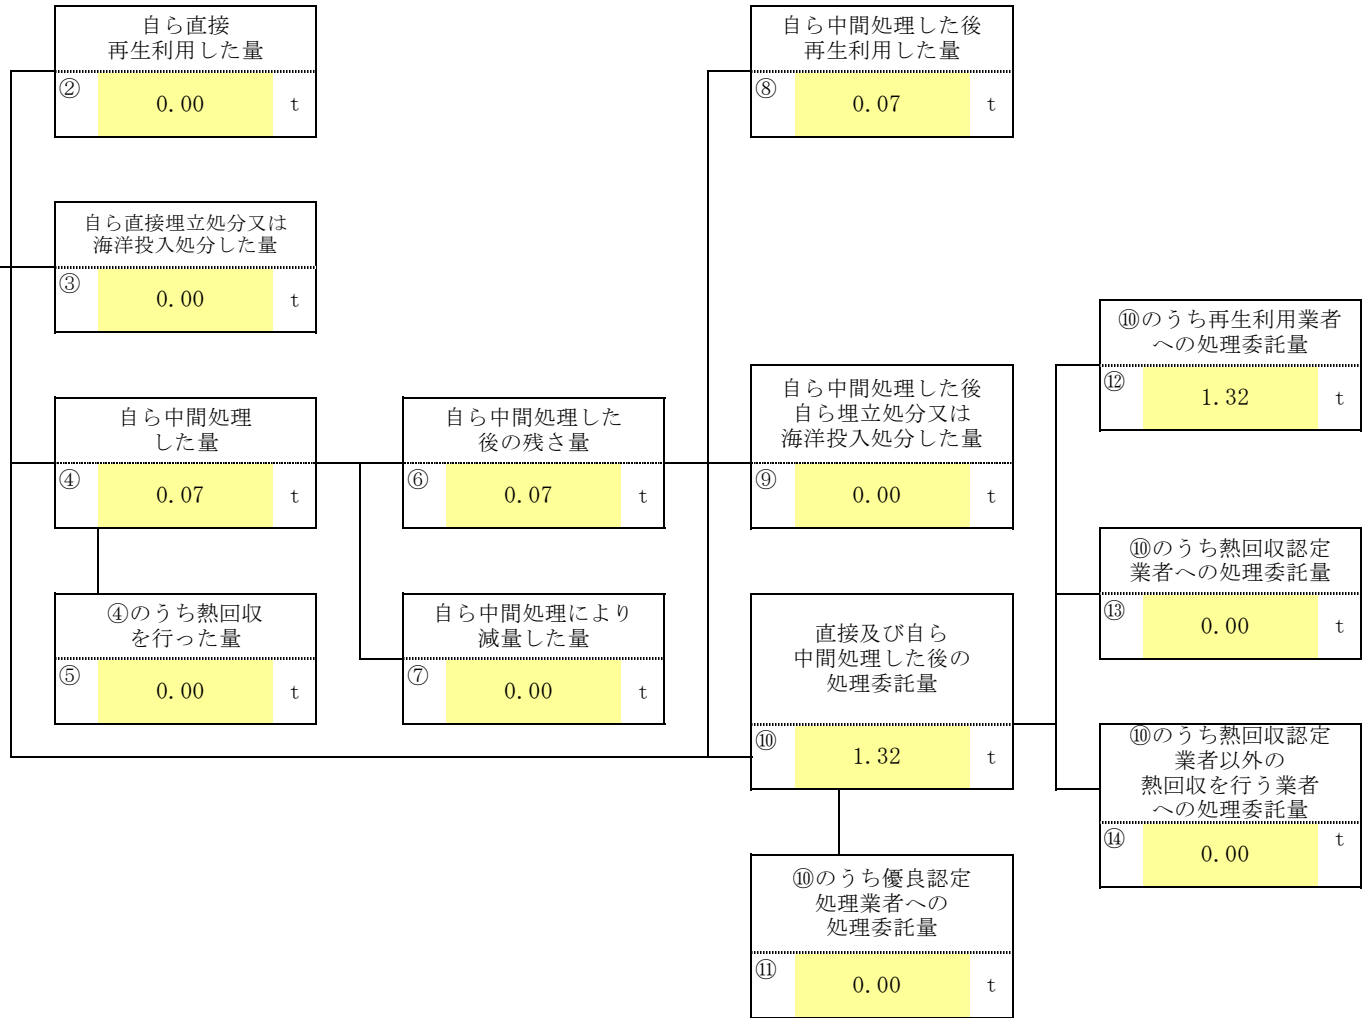 自ら直接
再生利用した量
②
0.00
t
自ら直接埋立処分又は
海洋投入処分した量
③
0.00
t
自ら中間処理
した量
④
0.07
t
④のうち熱回収
を行った量
⑤
0.00
t
自ら中間処理した
後の残さ量
⑥
0.07
t
自ら中間処理により
減量した量
⑦
0.00
t
自ら中間処理した後
再生利用した量
⑧
0.07
t
自ら中間処理した後
自ら埋立処分又は
海洋投入処分した量
⑨
0.00
t
直接及び自ら
中間処理した後の
処理委託量
⑩
1.32
t
⑩のうち優良認定
処理業者への
処理委託量
⑪
0.00
t
⑩のうち再生利用業者
への処理委託量
⑫
1.32
t
⑩のうち熱回収認定
業者への処理委託量
⑬
0.00
t
⑩のうち熱回収認定
業者以外の
熱回収を行う業者
への処理委託量
⑭
0.00
t